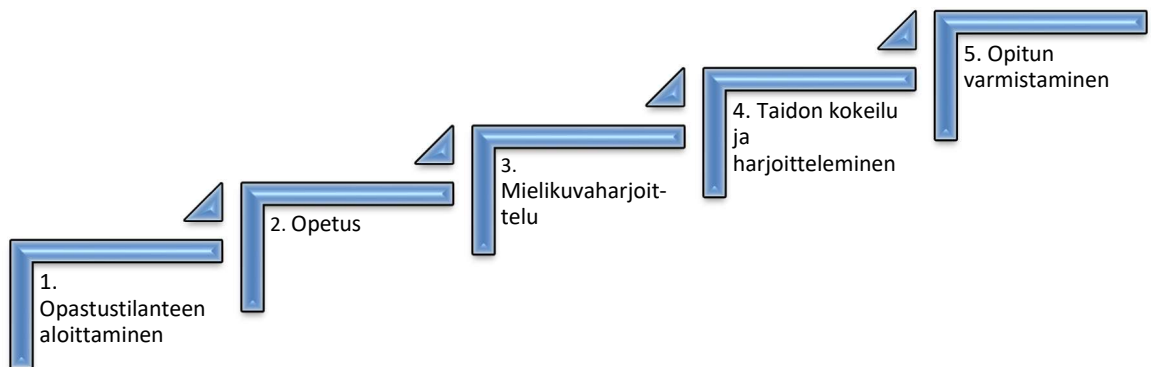 1.
Opastustilanteen
aloittaminen
2. Opetus
3.
Mielikuvaharjoit-
telu
4. Taidon kokeilu
ja
harjoitteleminen
5. Opitun
varmistaminen